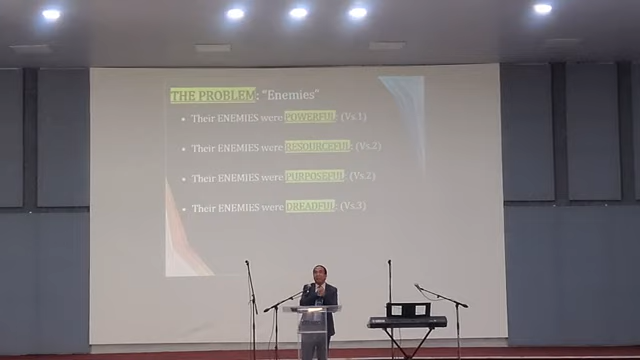 THE PROBLEM: "Enemies"
• Their ENEMIES were POWERFUL: (Vs.1)
• Their ENEMIES were RESOURCEFUL: (Vs.2)
• Their ENEMIES were PURPOSEFUL: (Vs.2)
• Their ENEMIES were DREADFUL: (Vs.3)